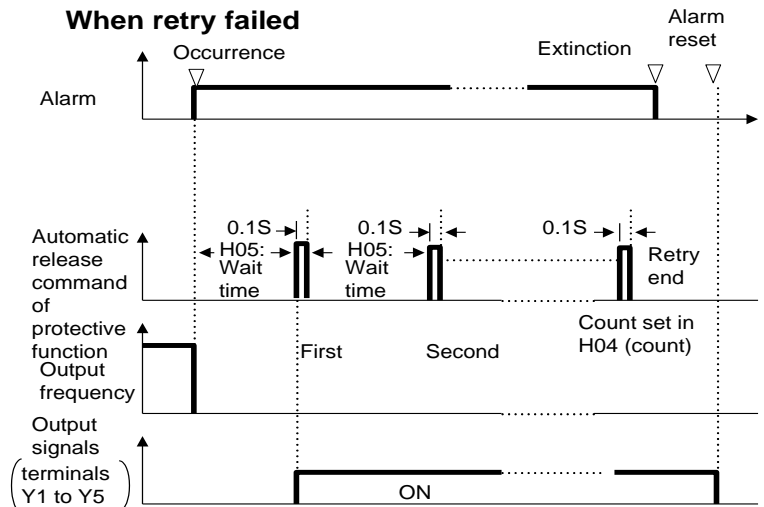 When retry failed
Alarm
reset
Occurrence
Extinction
Alarm
0.1S
0.1S
0.1S
Automatic
release
command
of
protective
function
H05:
Wait
time
H05:
Wait
time
Retry
end
Count set in
H04 (count)
First
Second
Output
frequency
Output
signals
terminals
Y1 to Y5
ON